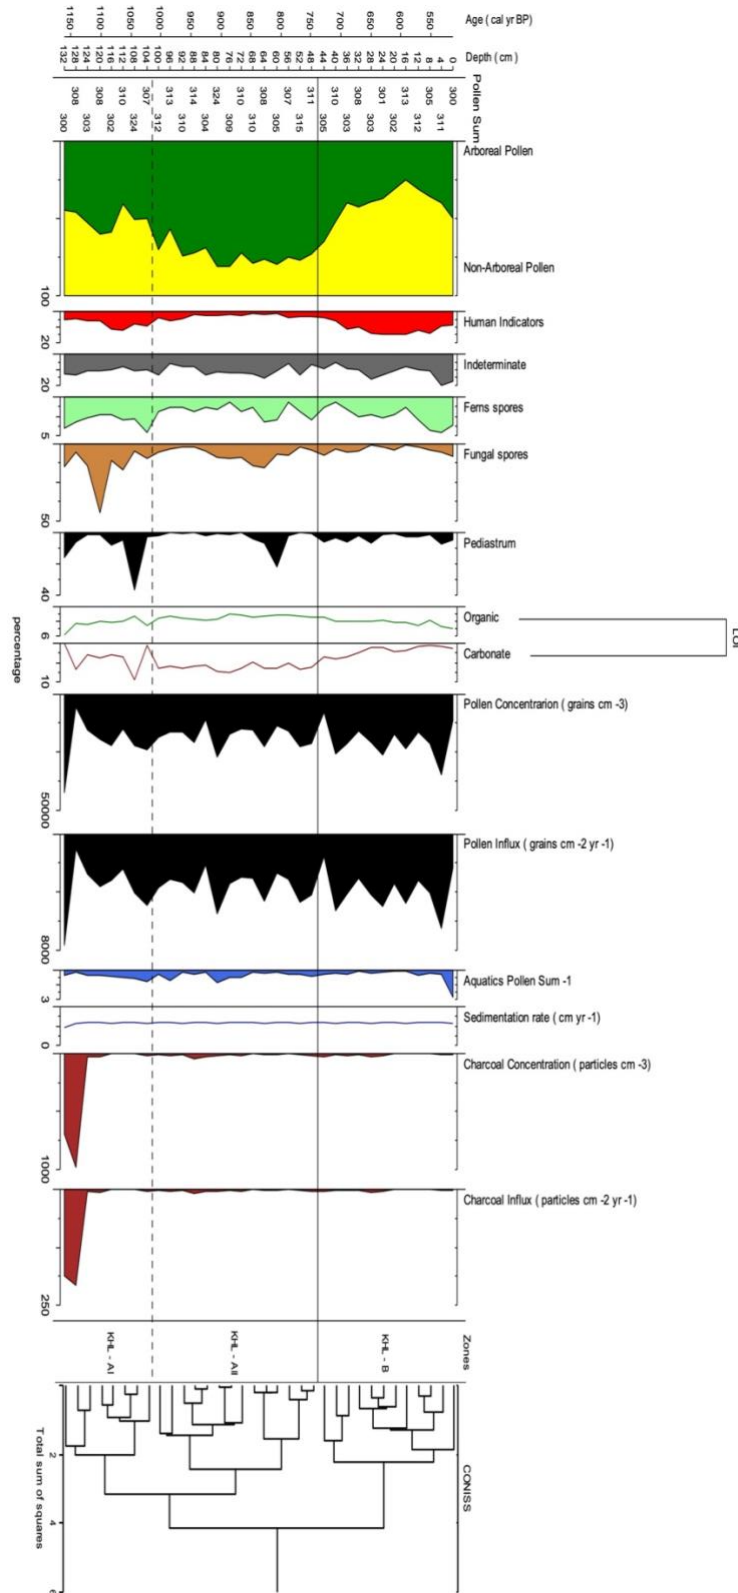 Age ( cal yr BP)
1150 1100 1050 1000 950 900 850 800 750 700 650 600 550
Depth ( cm )
132 128 124 120 116 112 108 104 100 96 92 88 84 80 76 72 68 64 60 56 52 48 44 40 36 32 28 24 20 16 12 8 4 0
Pollen Sum
300 308 303 308 302 310 324 307 312 313 310 314 304 324 309 310 310 308 305 307 315 311 305 310 303 308 303 301 302 313 312 305 311 300
Arboreal Pollen
Non-Arboreal Pollen
100
Human Indicators
20
Indeterminate
20
Ferns spores
5
Fungal spores
50
Pediastrum
40
Organic
6
LOI
Carbonate
10
percentage
Pollen Concentrarion ( grains cm -3)
50000
Pollen Influx ( grains cm -2 yr -1)
8000
Aquatics Pollen Sum -1
3
Sedimentation rate ( cm yr -1)
0
Charcoal Concentration ( particles cm -3)
1000
Charcoal Influx ( particles cm -2 yr -1)
250
Zones
KHL - AI
KHL - AII
KHL - B
CONISS
2
4
6
Total sum of squares